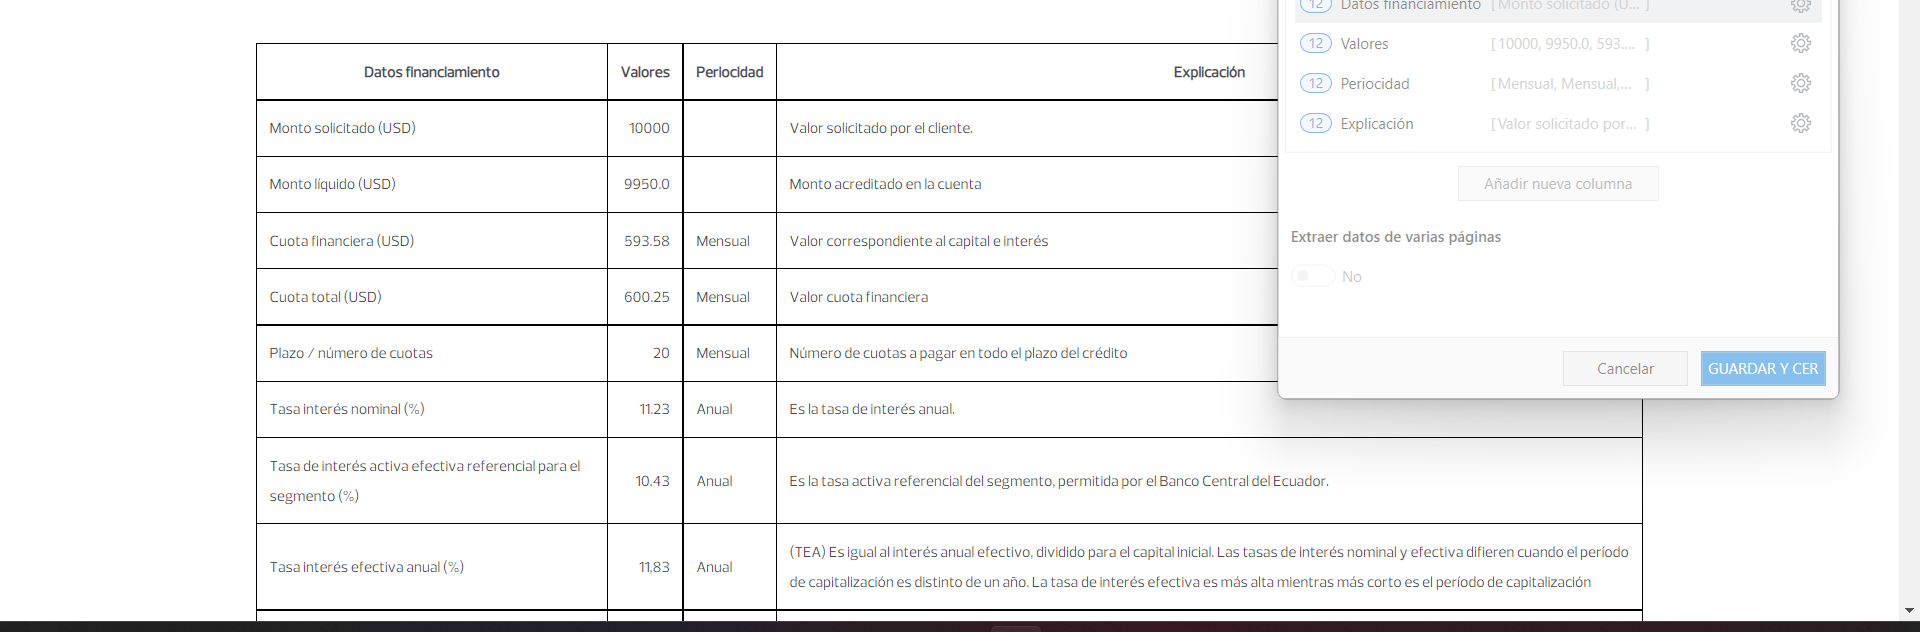 Datos financiamiento Valores Periocidad Explicación
Monto solicitado (USD) 10000 Valor solicitado por el cliente.
Monto líquido (USD) 9950.0 Monto acreditado en la cuenta
Cuota financiera (USD) 593.58 Mensual Valor correspondiente al capital e interés
Cuota total (USD) 600.25 Mensual Valor cuota financiera
Plazo / número de cuotas 20 Mensual Número de cuotas a pagar en todo el plazo del crédito
Tasa interés nominal (%) 11.23 Anual Es la tasa de interés anual.
Tasa de interés activa efectiva referencial para el
segmento (%) 10.43 Anual Es la tasa activa referencial del segmento, permitida por el Banco Central del Ecuador.
Tasa interés efectiva anual (%) 11,83 Anual (TEA) Es igual al interés anual efectivo, dividido para el capital inicial. Las tasas de interés nominal y efectiva difieren cuando el período
de capitalización es distinto de un año. La tasa de interés efectiva es más alta mientras más corto es el período de capitalización
12 Datos financiamiento [ Monto solicitado (U... ]
12 Valores [ 10000, 9950.0, 593.... ]
12 Periocidad [ Mensual, Mensual,... ]
12 Explicación [ Valor solicitado por... ]
Añadir nueva columna
Extraer datos de varias páginas
No
Cancelar GUARDAR Y CER